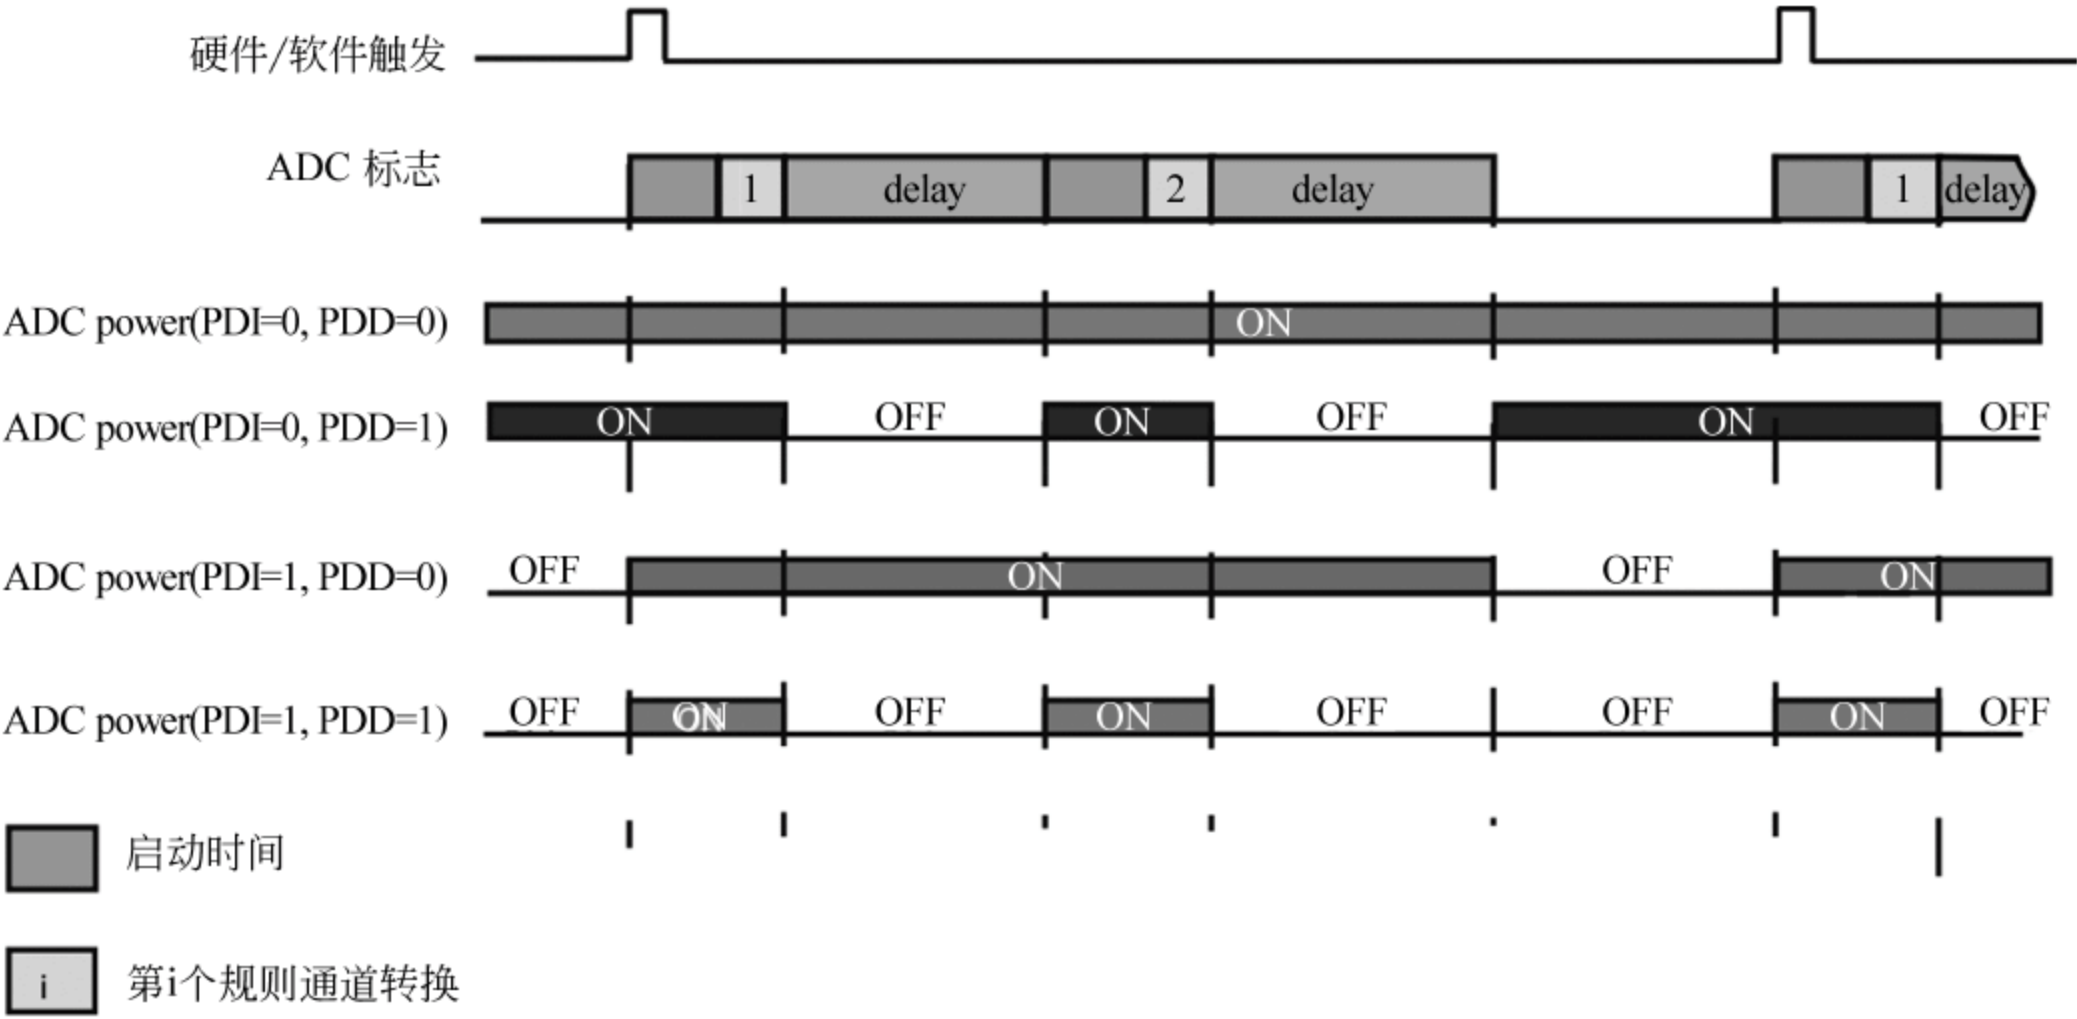 硬件/软件触发
ADC 标志
1 delay 2 delay 1 delay
ADC power(PDI=0, PDD=0)
ON
ADC power(PDI=0, PDD=1)
ON OFF ON OFF ON OFF
ADC power(PDI=1, PDD=0)
OFF ON OFF ON
ADC power(PDI=1, PDD=1)
OFF ON OFF ON OFF OFF ON OFF
启动时间
i 第i个规则通道转换